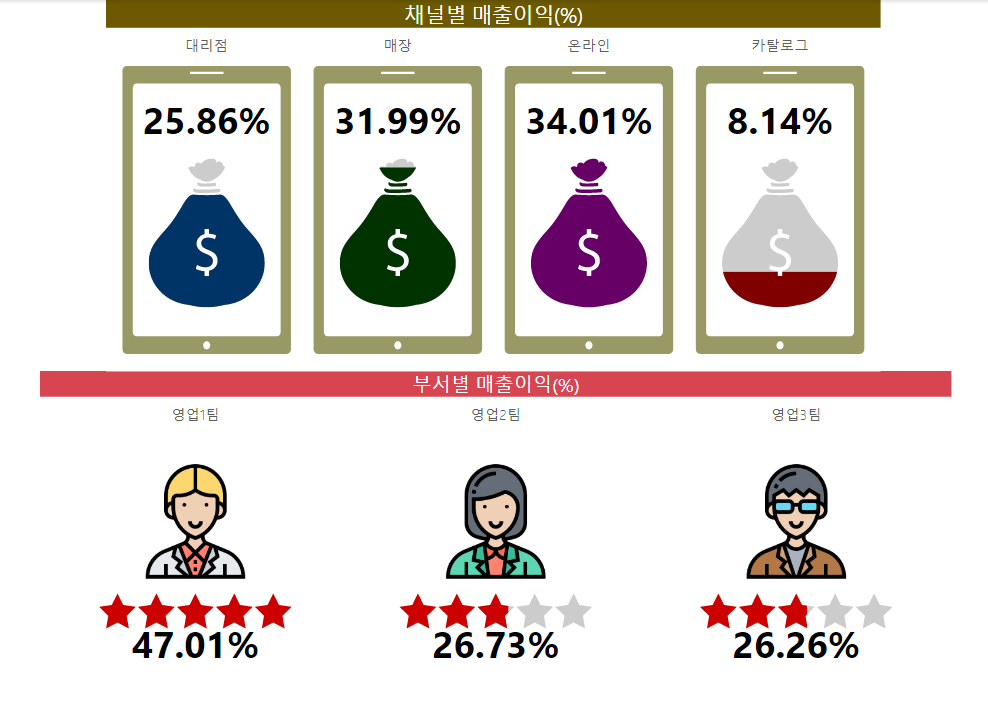 채널별 매출이익(%)
대리점 매장 온라인 카탈로그
25.86% 31.99% 34.01% 8.14%
$ $ $ $
부서별 매출이익(%)
영업1팀 영업2팀 영업3팀
47.01% 26.73% 26.26%